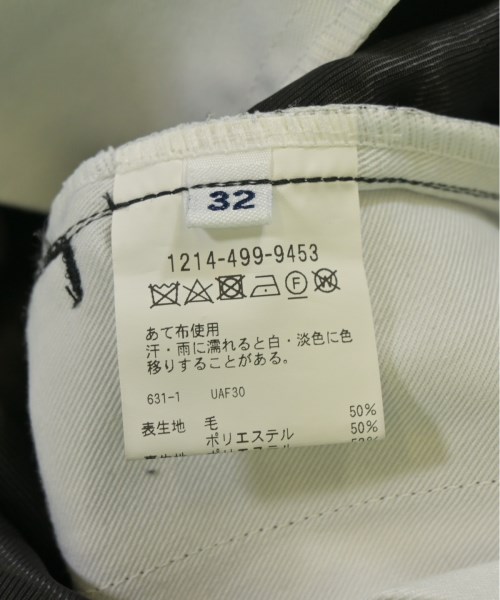 32
1214-499-9453
あて布使用
汗・雨に濡れると白・淡色に色
移りすることがある。
631-1 UAF30
表生地 毛 50%
ポリエステル 50%